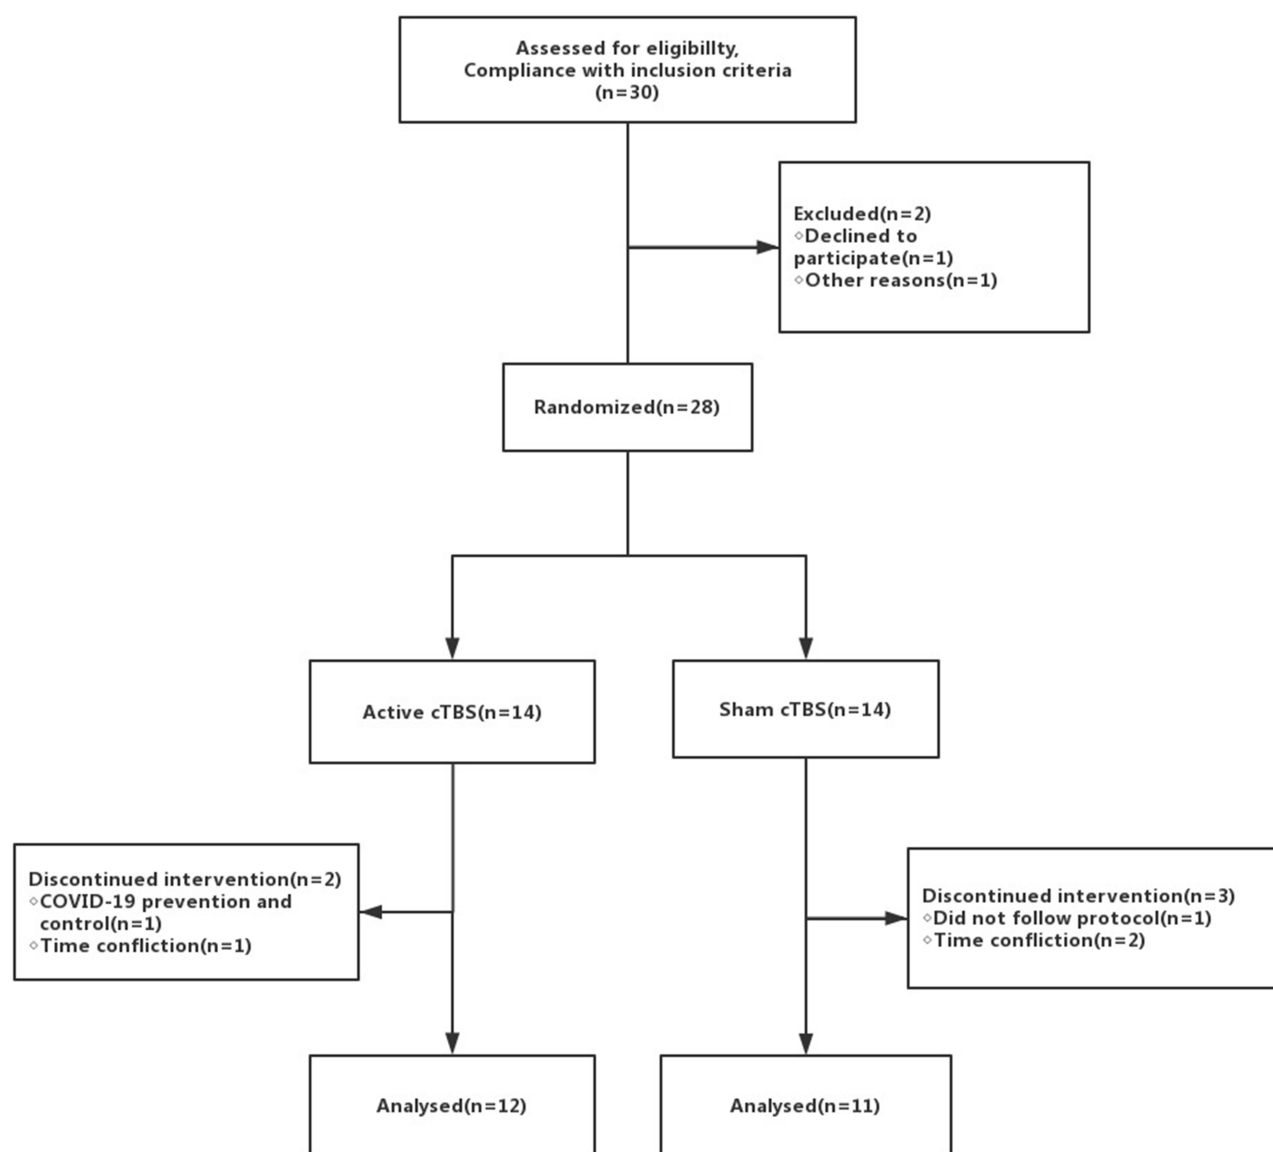 Assessed for eligibillty,
Compliance with inclusion criteria
(n=30)
Excluded(n=2)
◇Declined to
participate(n=1)
◇Other reasons(n=1)
Randomized(n=28)
Active cTBS(n=14)
Sham cTBS(n=14)
Discontinued intervention(n=2)
◇COVID-19 prevention and
control(n=1)
◇Time confliction(n=1)
Discontinued intervention(n=3)
◇Did not follow protocol(n=1)
◇Time confliction(n=2)
Analysed(n=12)
Analysed(n=11)